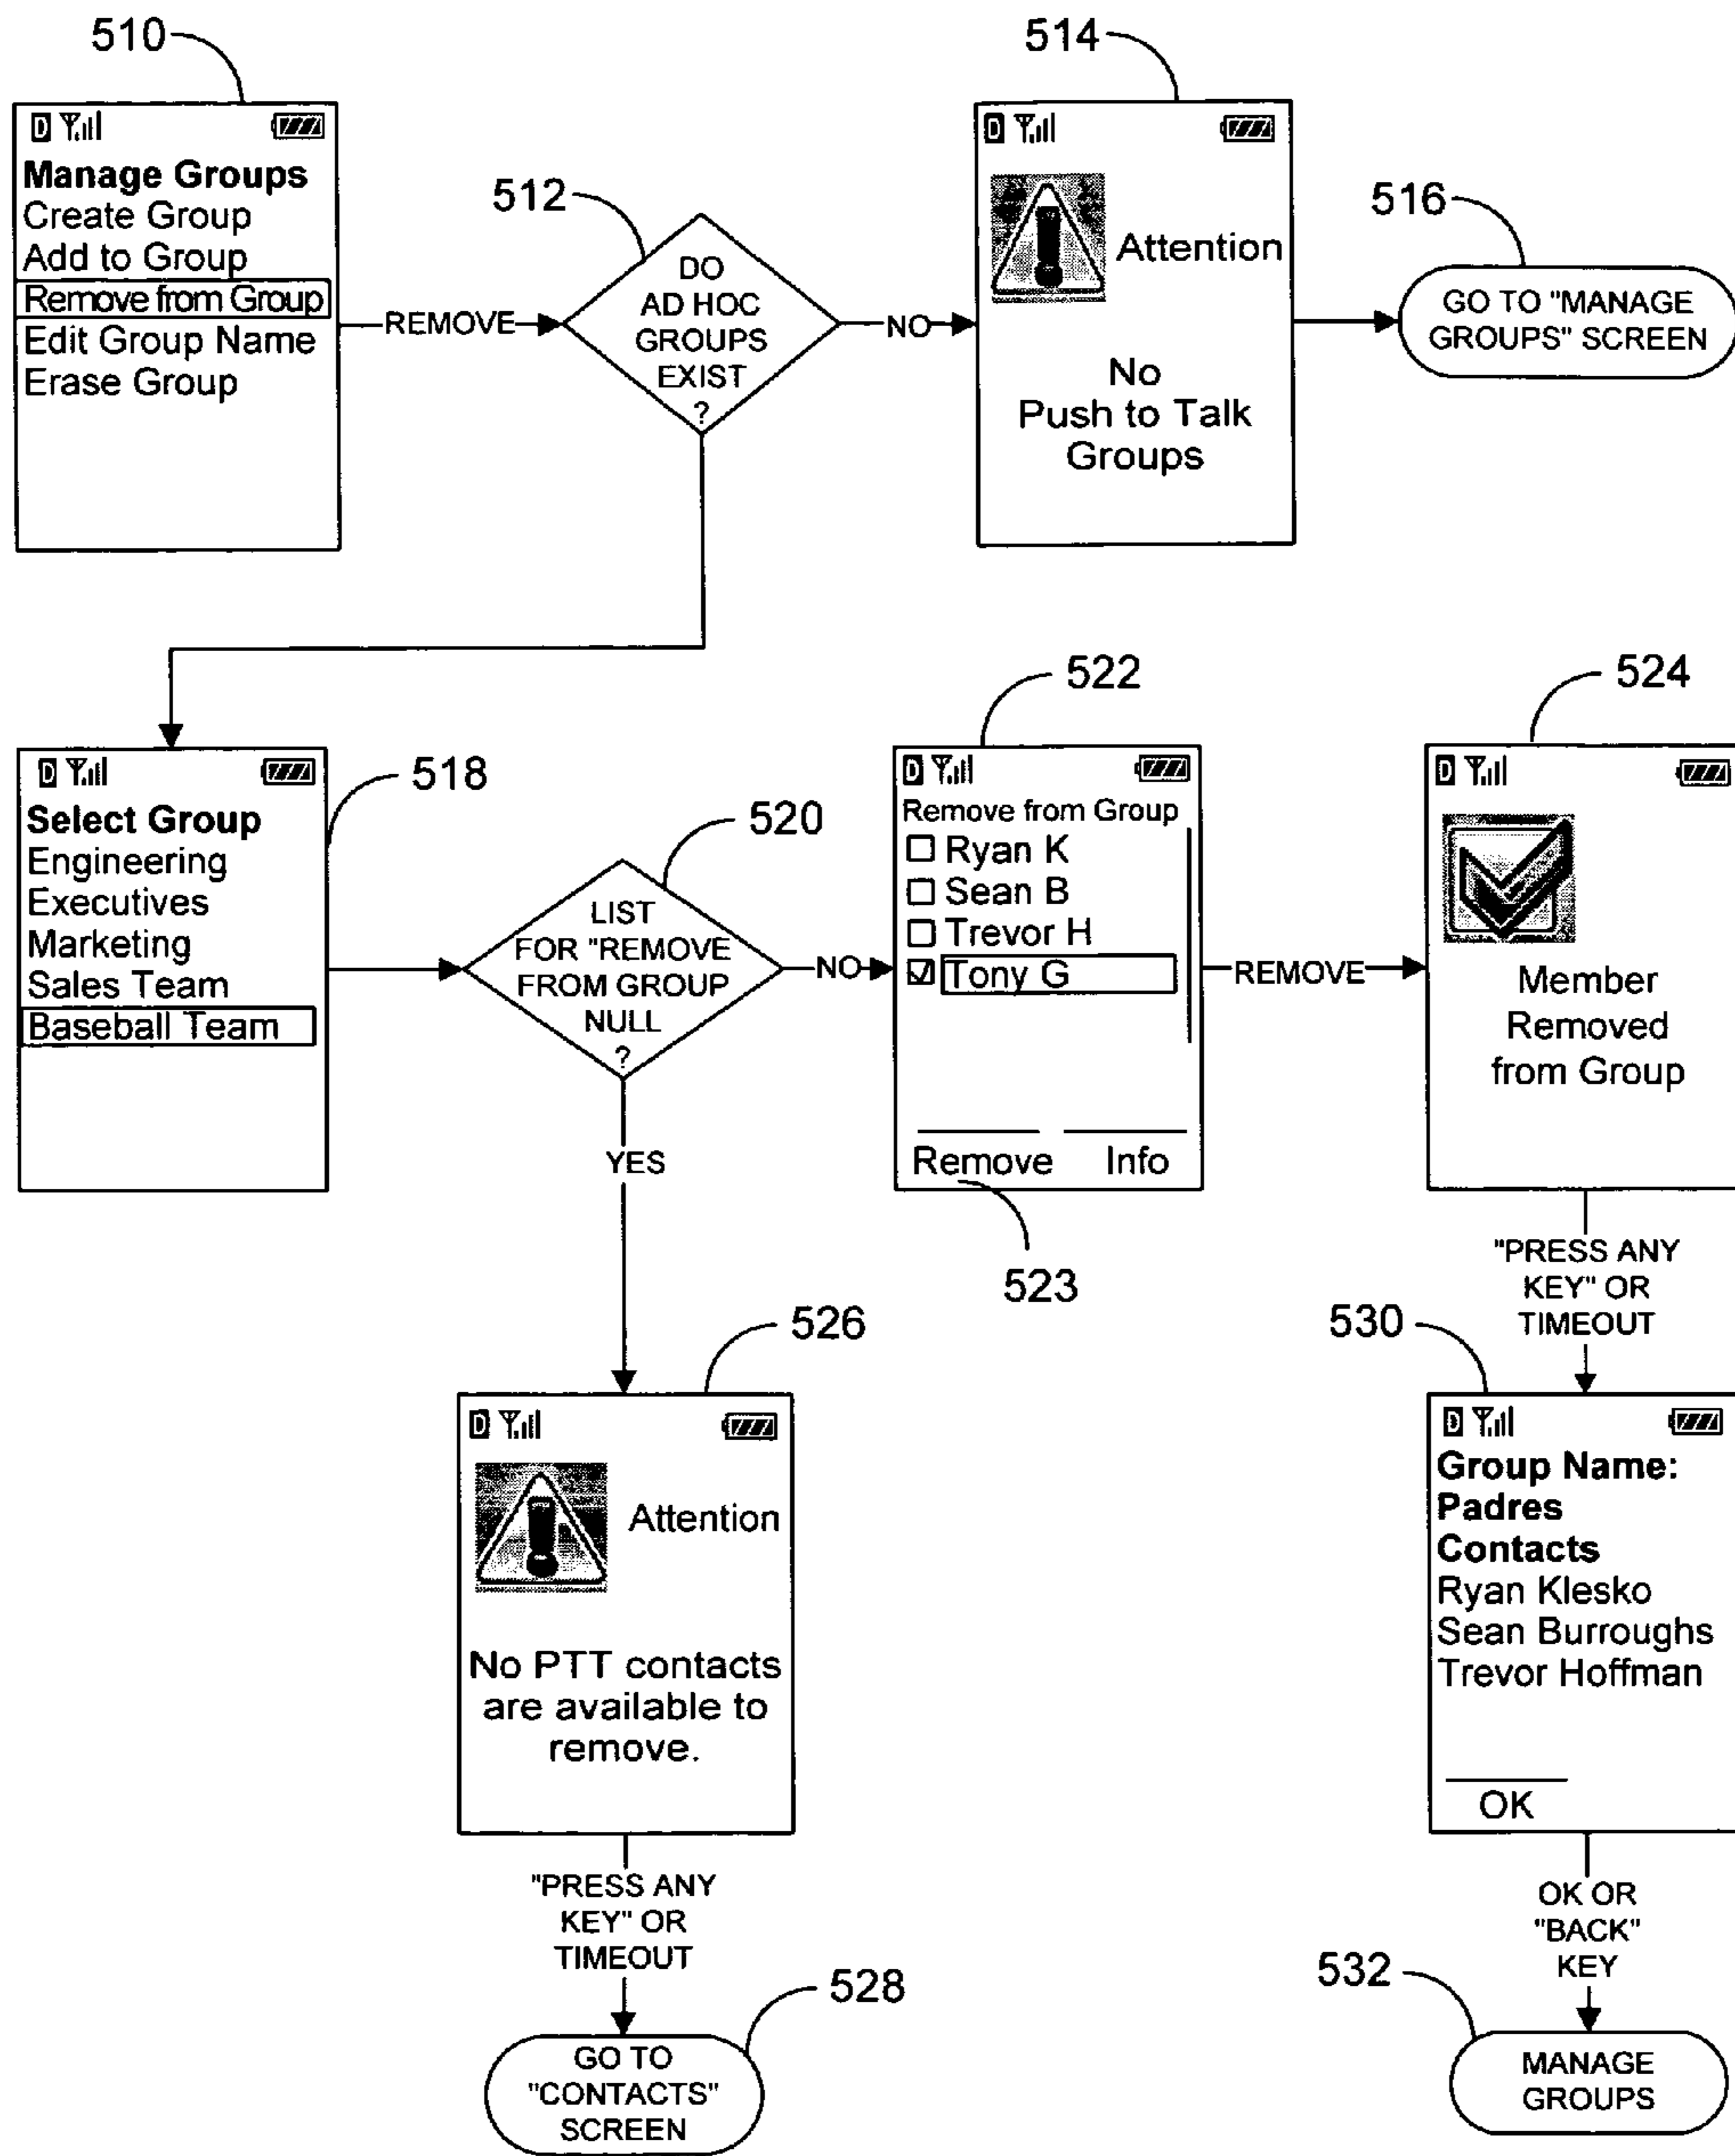 510
D
Manage Groups
Create Group
Add to Group
Remove from Group
Edit Group Name
Erase Group
REMOVE
512
DO
AD HOC
GROUPS
EXIST
?
NO
514
D
Attention
No
Push to Talk
Groups
516
GO TO "MANAGE
GROUPS" SCREEN
518
D
Select Group
Engineering
Executives
Marketing
Sales Team
Baseball Team
520
LIST
FOR "REMOVE
FROM GROUP
NULL
?
NO
522
D
Remove from Group
Ryan K
Sean B
Trevor H
Tony G
Remove Info
523
REMOVE
524
D
Member
Removed
from Group
YES
526
D
Attention
No PTT contacts
are available to
remove.
"PRESS ANY
KEY" OR
TIMEOUT
528
GO TO
"CONTACTS"
SCREEN
"PRESS ANY
KEY" OR
TIMEOUT
530
D
Group Name:
Padres
Contacts
Ryan Klesko
Sean Burroughs
Trevor Hoffman
OK
OK OR
"BACK"
KEY
532
MANAGE
GROUPS